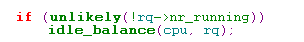 if (unlikely(!rq->nr_running))
idle_balance(cpu, rq);